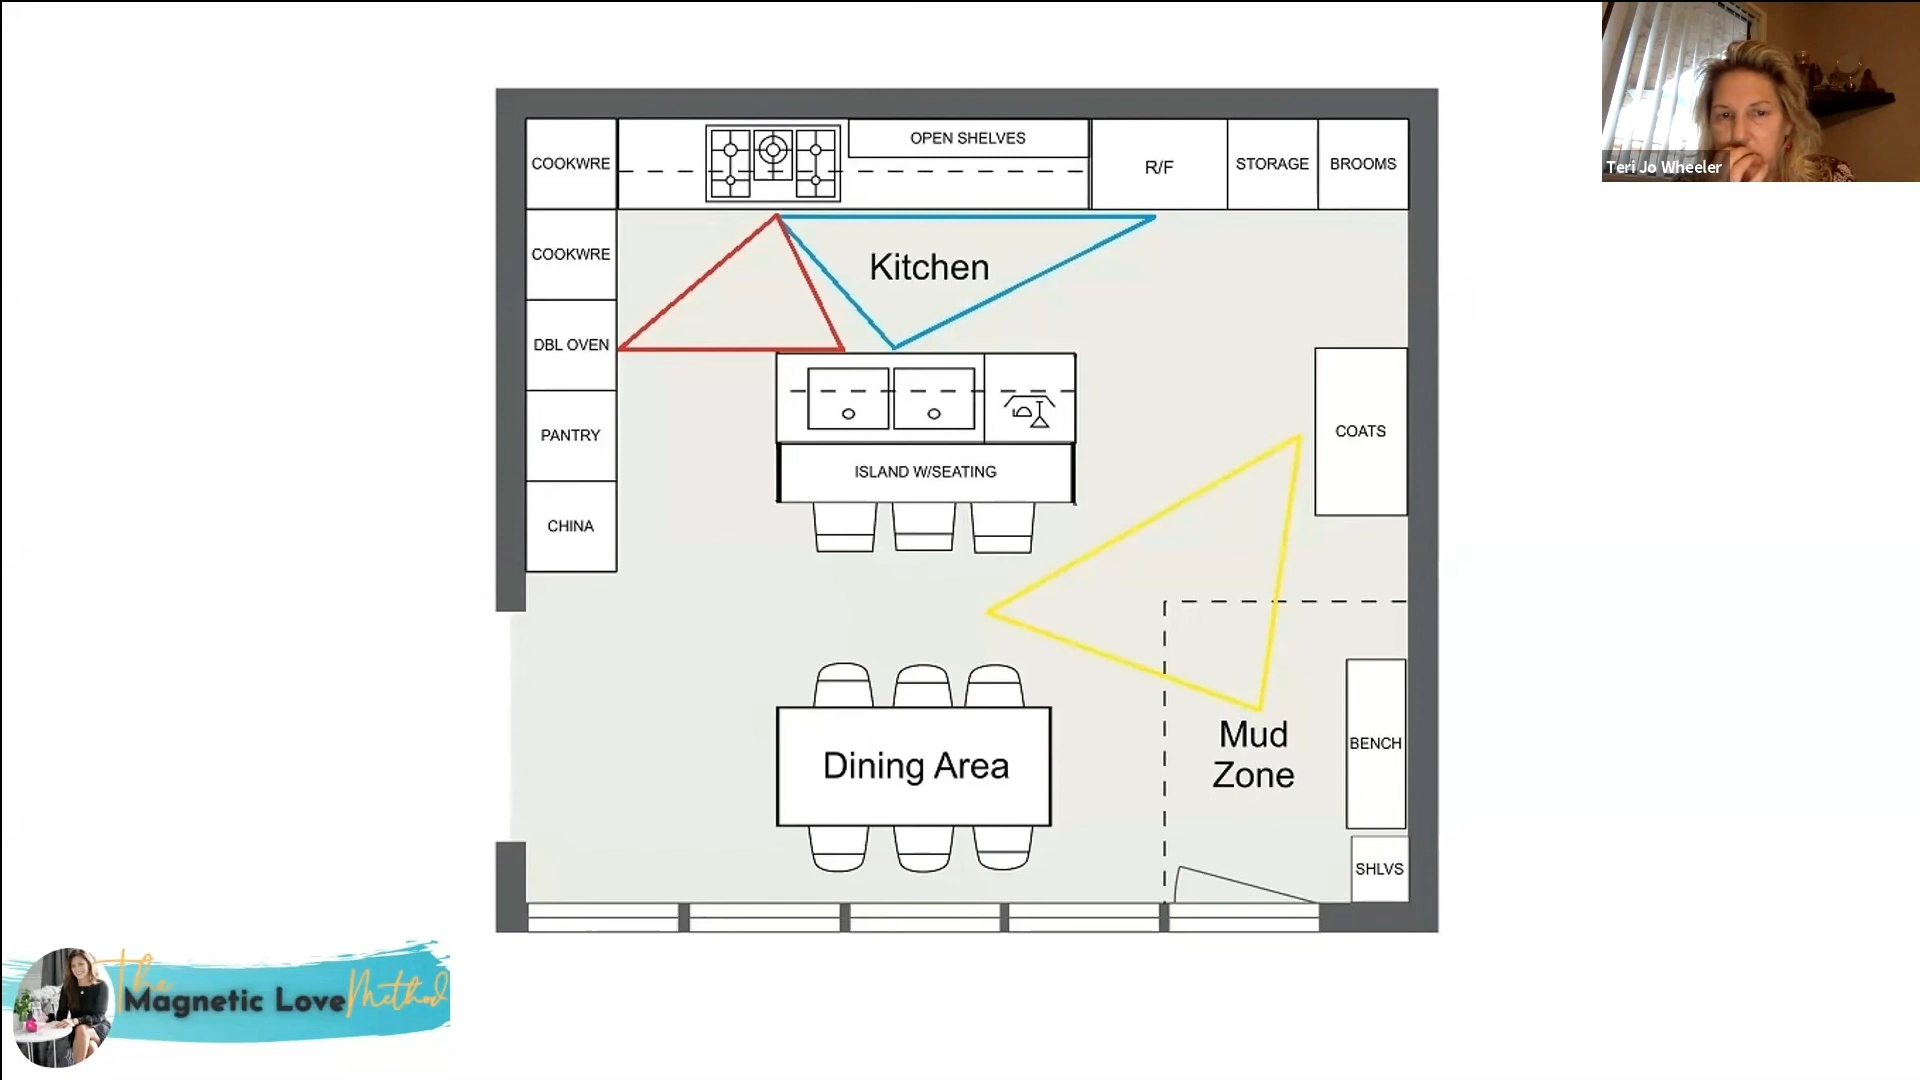 Teri Jo Wheeler
COOKWRE
OPEN SHELVES
R/F
STORAGE
BROOMS
COOKWRE
Kitchen
DBL OVEN
PANTRY
COATS
ISLAND W/SEATING
CHINA
Mud
Zone
BENCH
Dining Area
SHLVS
The
Magnetic Love Method